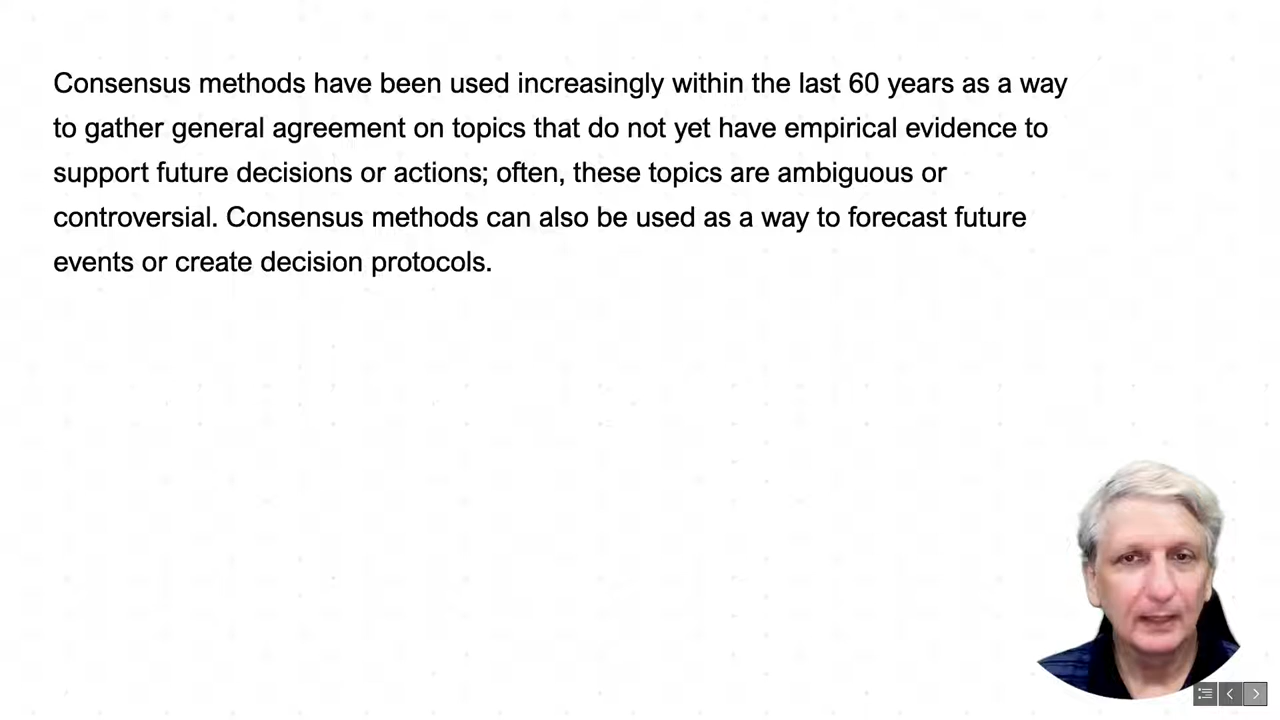 Consensus methods have been used increasingly within the last 60 years as a way
to gather general agreement on topics that do not yet have empirical evidence to
support future decisions or actions; often, these topics are ambiguous or
controversial. Consensus methods can also be used as a way to forecast future
events or create decision protocols.